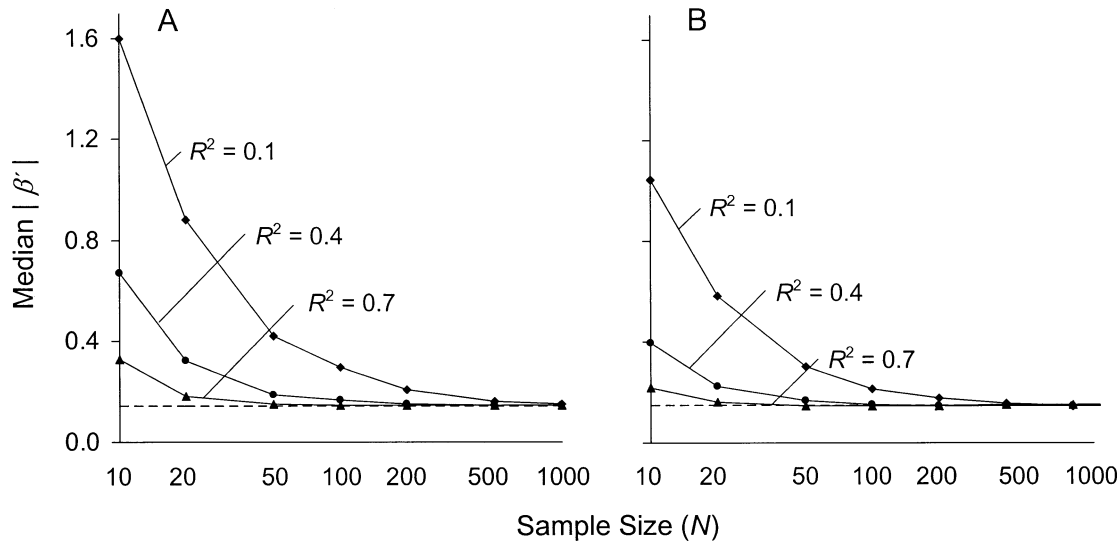 A
B
1.6
1.2
0.8
0.4
0.0
Median | β′ |
R² = 0.1
R² = 0.4
R² = 0.7
R² = 0.1
R² = 0.4
R² = 0.7
10 20 50 100 200 500 1000
10 20 50 100 200 500 1000
Sample Size (N)